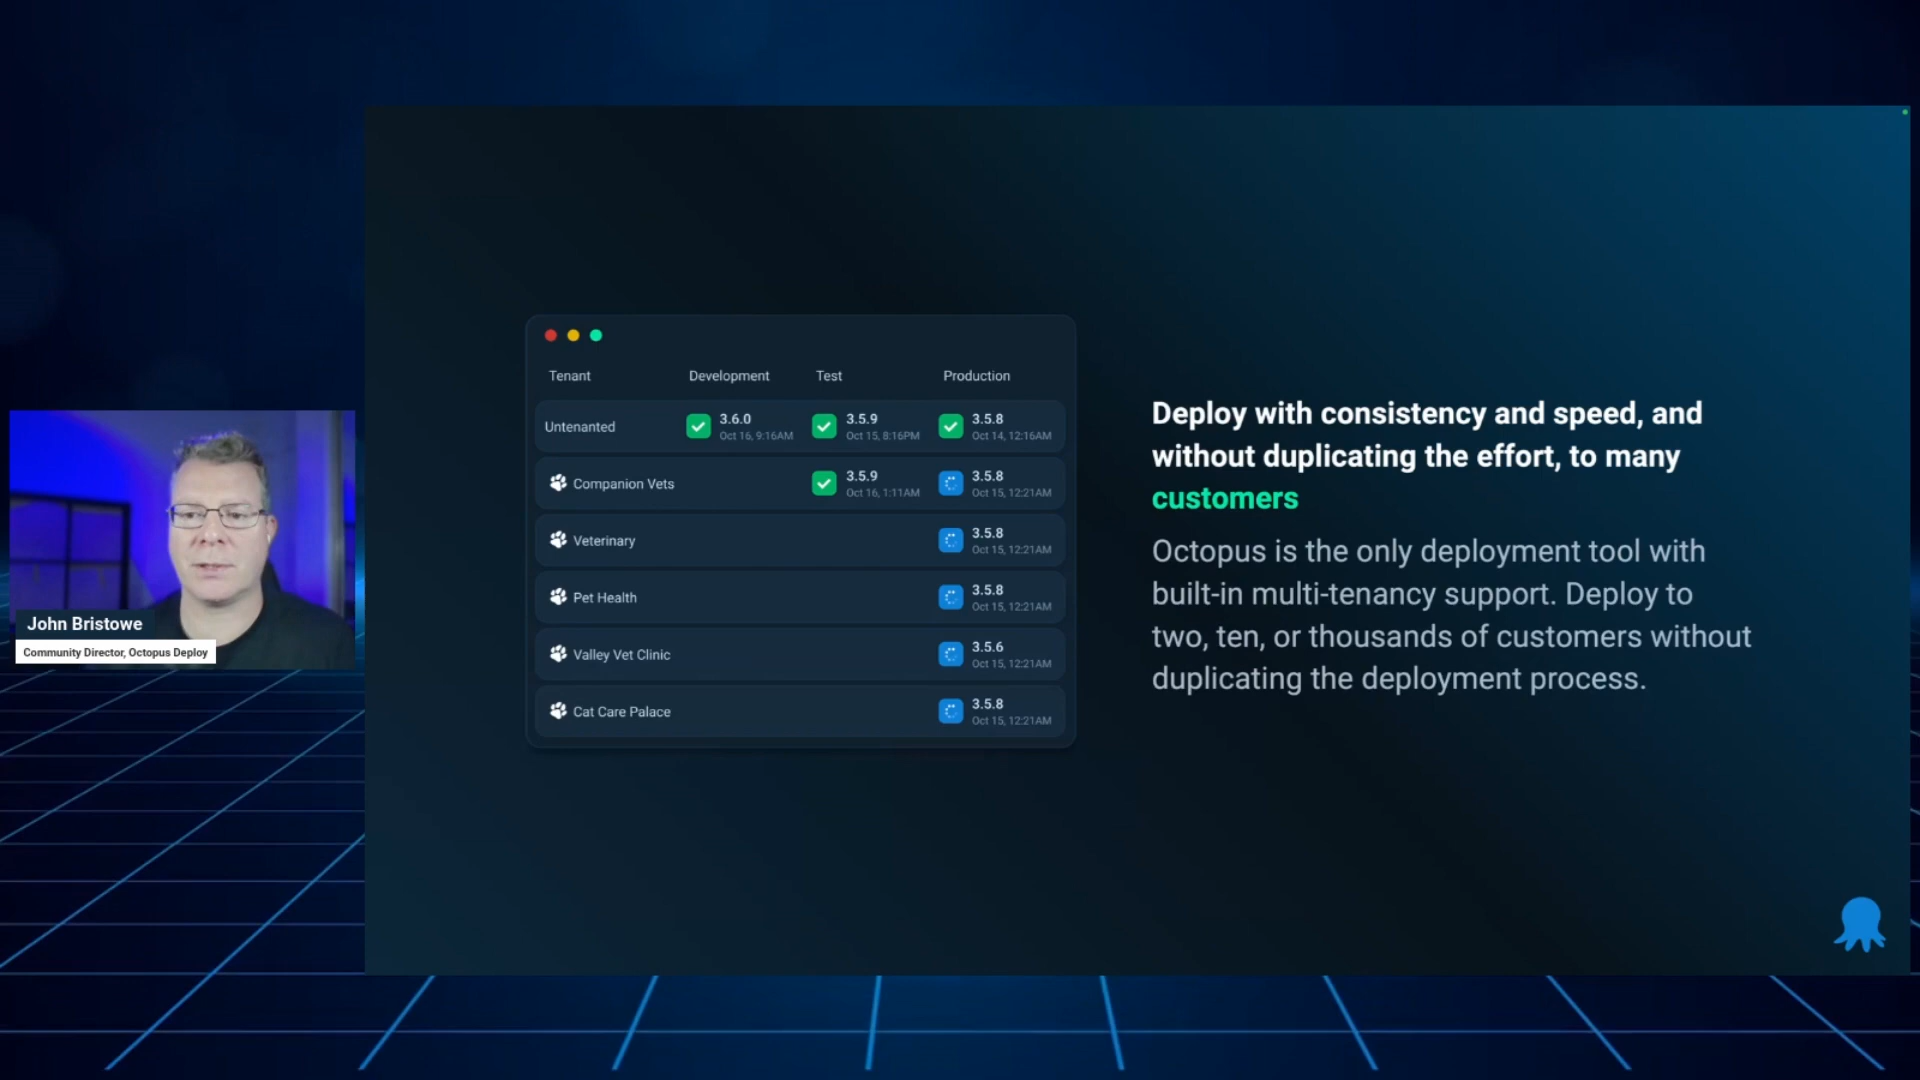 Tenant Development Test Production
Untenanted 3.6.0 3.5.9 3.5.8
Oct 16, 9:16AM Oct 15, 8:16PM Oct 14, 12:16AM
Companion Vets 3.5.9 3.5.8
Oct 16, 1:11AM Oct 15, 12:21AM
Veterinary 3.5.8
Oct 15, 12:21AM
Pet Health 3.5.8
Oct 15, 12:21AM
Valley Vet Clinic 3.5.6
Oct 15, 12:21AM
Cat Care Palace 3.5.8
Oct 15, 12:21AM
Deploy with consistency and speed, and
without duplicating the effort, to many
customers
Octopus is the only deployment tool with
built-in multi-tenancy support. Deploy to
two, ten, or thousands of customers without
duplicating the deployment process.
John Bristowe
Community Director, Octopus Deploy